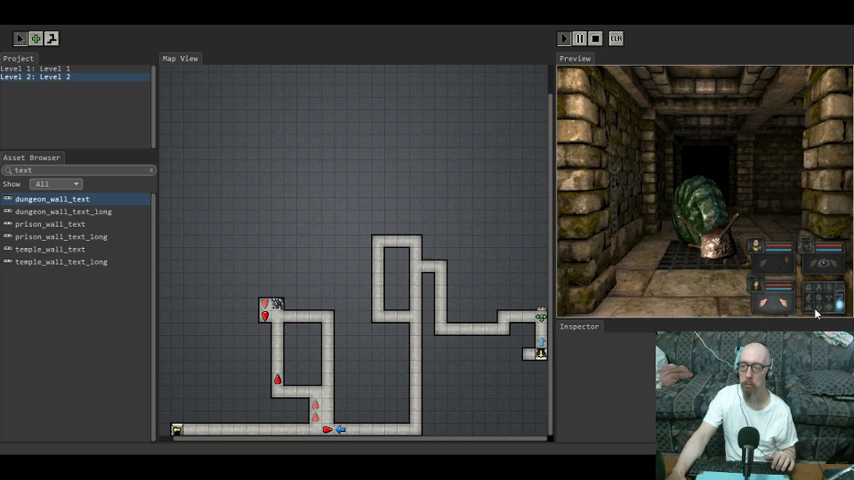 CLR
Project
Map View
Preview
Level 1: Level 1
Level 2: Level 2
Asset Browser
text
Show All
dungeon_wall_text
dungeon_wall_text_long
prison_wall_text
prison_wall_text_long
temple_wall_text
temple_wall_text_long
Inspector